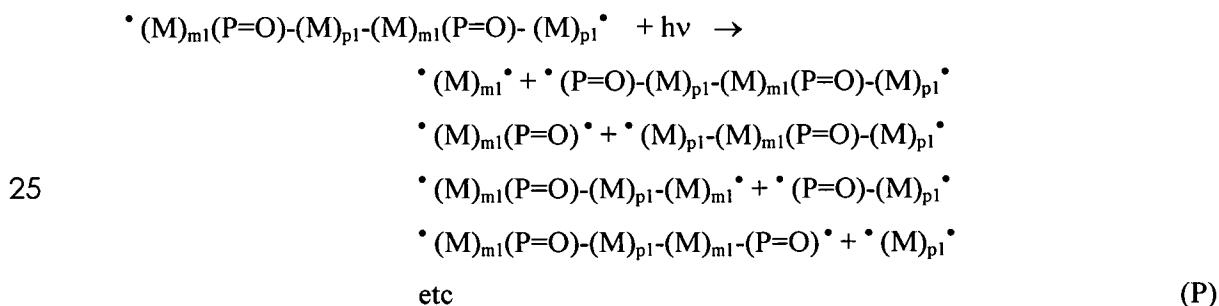 •(M)ₘ₁(P=O)-(M)ₚ₁-(M)ₘ₁(P=O)- (M)ₚ₁• + hν →
•(M)ₘ₁• + •(P=O)-(M)ₚ₁-(M)ₘ₁(P=O)-(M)ₚ₁•
•(M)ₘ₁(P=O)• + •(M)ₚ₁-(M)ₘ₁(P=O)-(M)ₚ₁•
25 •(M)ₘ₁(P=O)-(M)ₚ₁-(M)ₘ₁• + •(P=O)-(M)ₚ₁•
•(M)ₘ₁(P=O)-(M)ₚ₁-(M)ₘ₁-(P=O)• + •(M)ₚ₁•
etc (P)